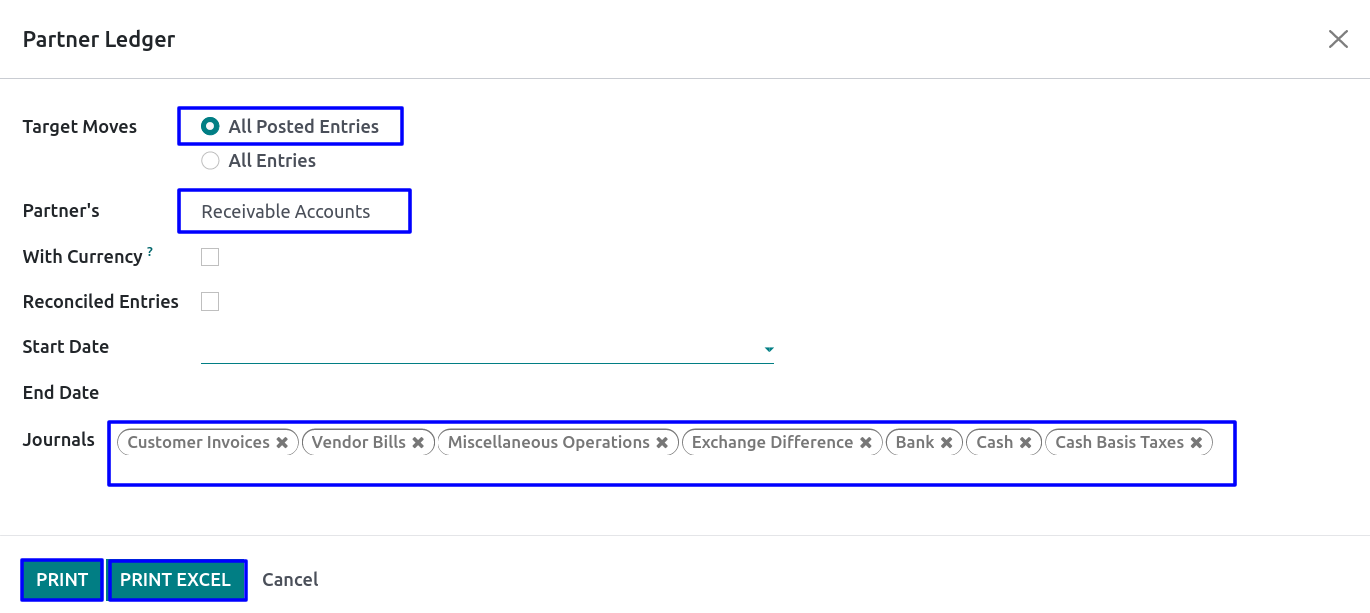 Partner Ledger
Target Moves All Posted Entries
All Entries
Partner's Receivable Accounts
With Currency ?
Reconciled Entries
Start Date
End Date
Journals Customer Invoices Vendor Bills Miscellaneous Operations Exchange Difference Bank Cash Cash Basis Taxes
PRINT PRINT EXCEL Cancel